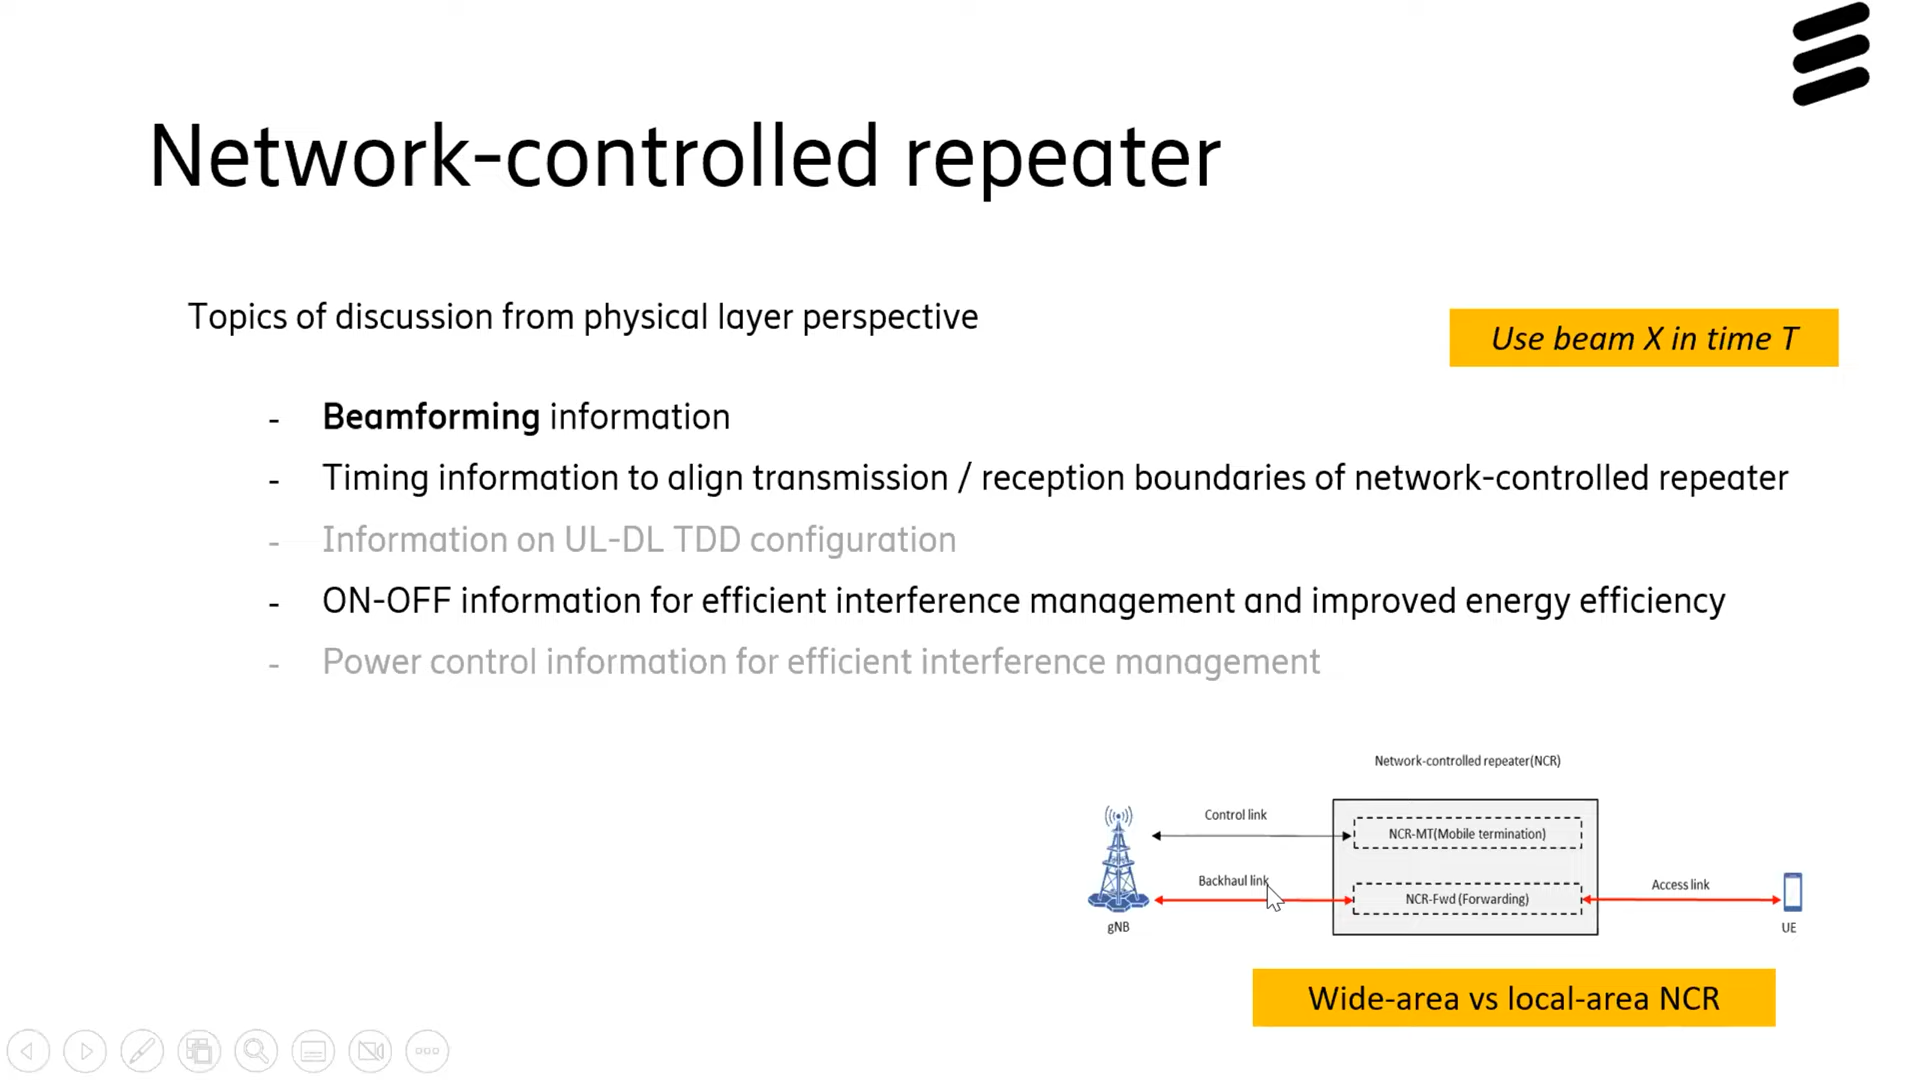 Network-controlled repeater
Topics of discussion from physical layer perspective
Use beam X in time T
- Beamforming information
- Timing information to align transmission / reception boundaries of network-controlled repeater
- Information on UL-DL TDD configuration
- ON-OFF information for efficient interference management and improved energy efficiency
- Power control information for efficient interference management
Network-controlled repeater(NCR)
Control link
NCR-MT(Mobile termination)
Backhaul link
NCR-Fwd (Forwarding)
Access link
gNB
UE
Wide-area vs local-area NCR